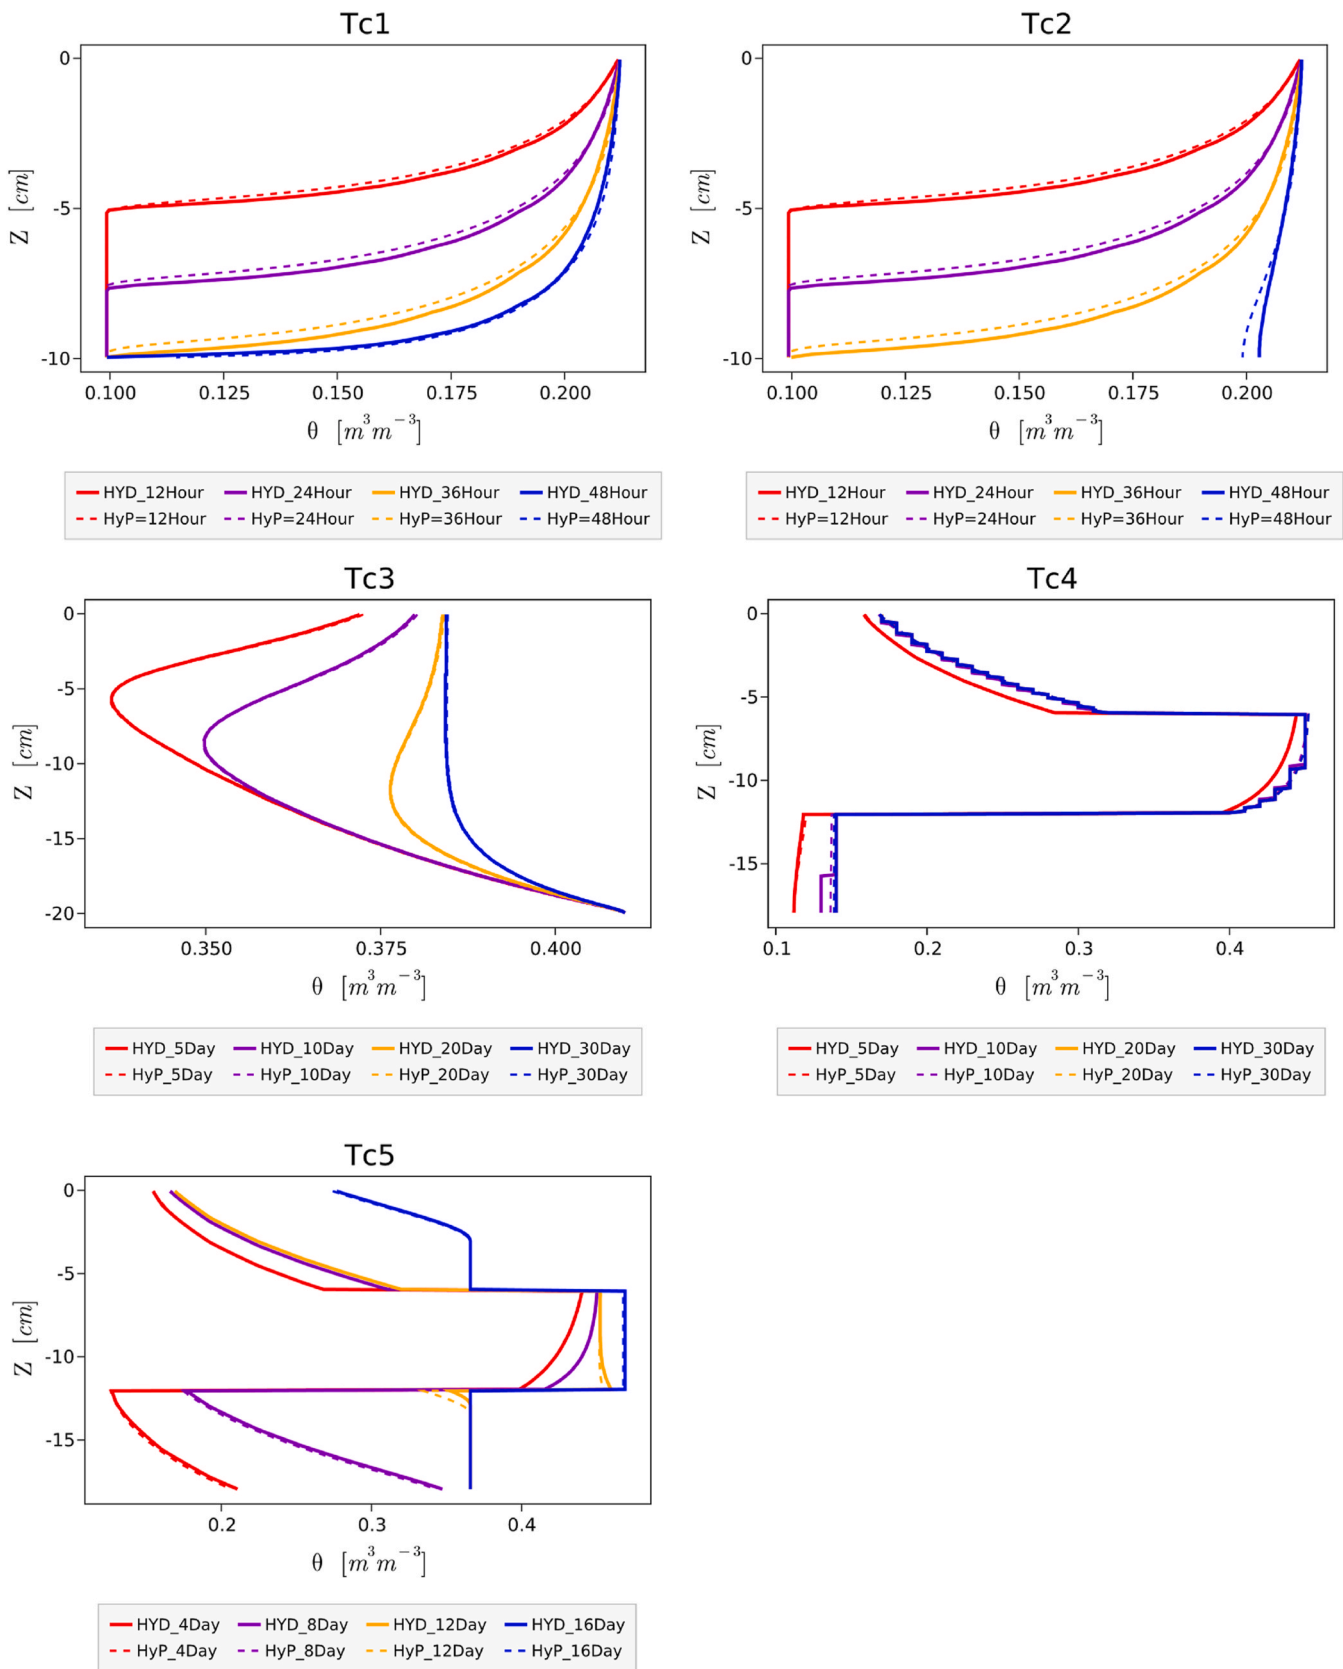 Tc1
0
-5
-10
Z [cm]
0.100 0.125 0.150 0.175 0.200
θ [m³m⁻³]
HYD_12Hour HYD_24Hour HYD_36Hour HYD_48Hour
HyP=12Hour HyP=24Hour HyP=36Hour HyP=48Hour
Tc2
0
-5
-10
Z [cm]
0.100 0.125 0.150 0.175 0.200
θ [m³m⁻³]
HYD_12Hour HYD_24Hour HYD_36Hour HYD_48Hour
HyP=12Hour HyP=24Hour HyP=36Hour HyP=48Hour
Tc3
0
-5
-10
-15
-20
Z [cm]
0.350 0.375 0.400
θ [m³m⁻³]
HYD_5Day HYD_10Day HYD_20Day HYD_30Day
HyP_5Day HyP_10Day HyP_20Day HyP_30Day
Tc4
0
-5
-10
-15
Z [cm]
0.1 0.2 0.3 0.4
θ [m³m⁻³]
HYD_5Day HYD_10Day HYD_20Day HYD_30Day
HyP_5Day HyP_10Day HyP_20Day HyP_30Day
Tc5
0
-5
-10
-15
Z [cm]
0.2 0.3 0.4
θ [m³m⁻³]
HYD_4Day HYD_8Day HYD_12Day HYD_16Day
HyP_4Day HyP_8Day HyP_12Day HyP_16Day